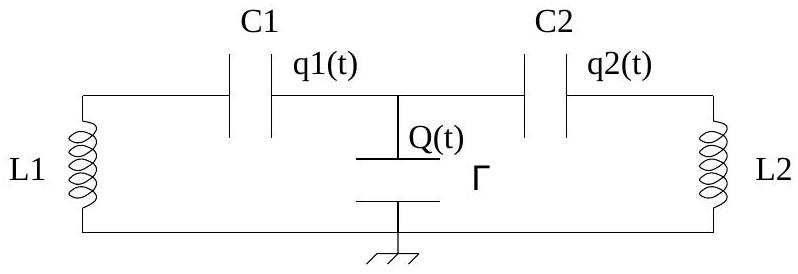 C1 C2
q1(t) q2(t)
Q(t)
L1 Γ L2